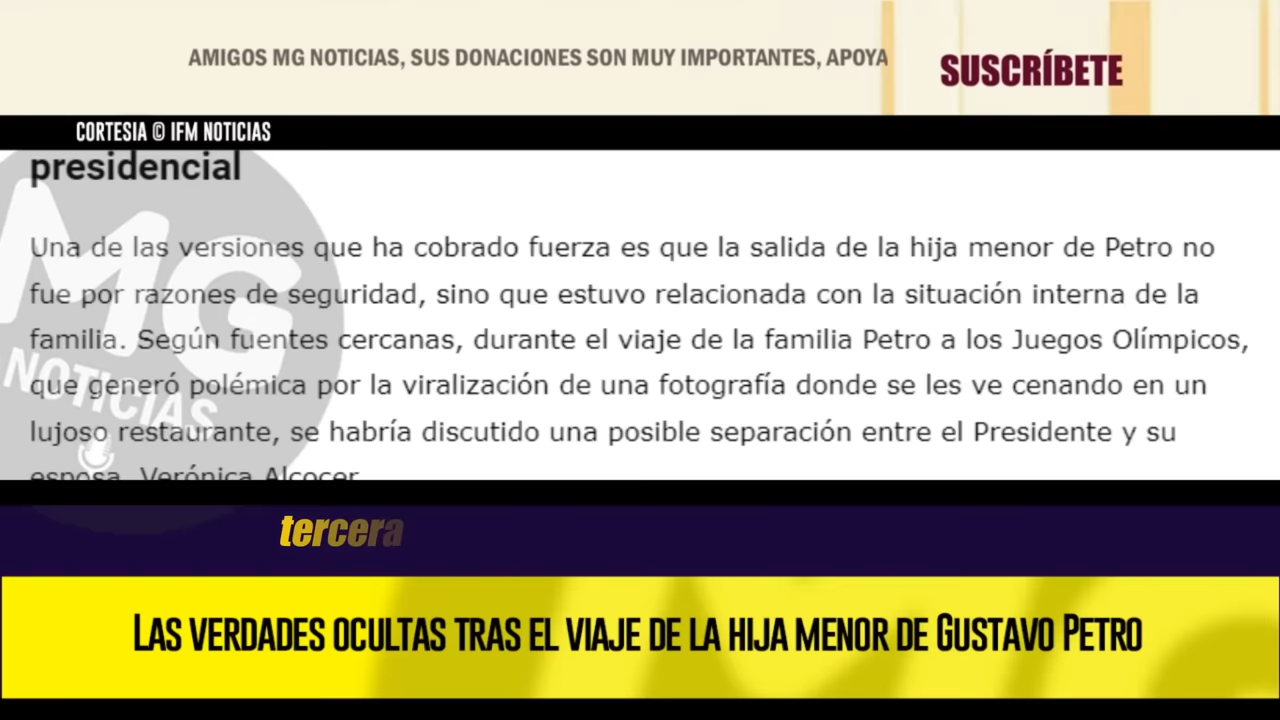 AMIGOS MG NOTICIAS, SUS DONACIONES SON MUY IMPORTANTES, APOYA
SUSCRÍBETE
CORTESIA © IFM NOTICIAS
presidencial
Una de las versiones que ha cobrado fuerza es que la salida de la hija menor de Petro no
fue por razones de seguridad, sino que estuvo relacionada con la situación interna de la
familia. Según fuentes cercanas, durante el viaje de la familia Petro a los Juegos Olímpicos,
que generó polémica por la viralización de una fotografía donde se les ve cenando en un
lujoso restaurante, se habría discutido una posible separación entre el Presidente y su
esposa, Verónica Alcocer
MG
NOTICIAS
tercera
LAS VERDADES OCULTAS TRAS EL VIAJE DE LA HIJA MENOR DE GUSTAVO PETRO